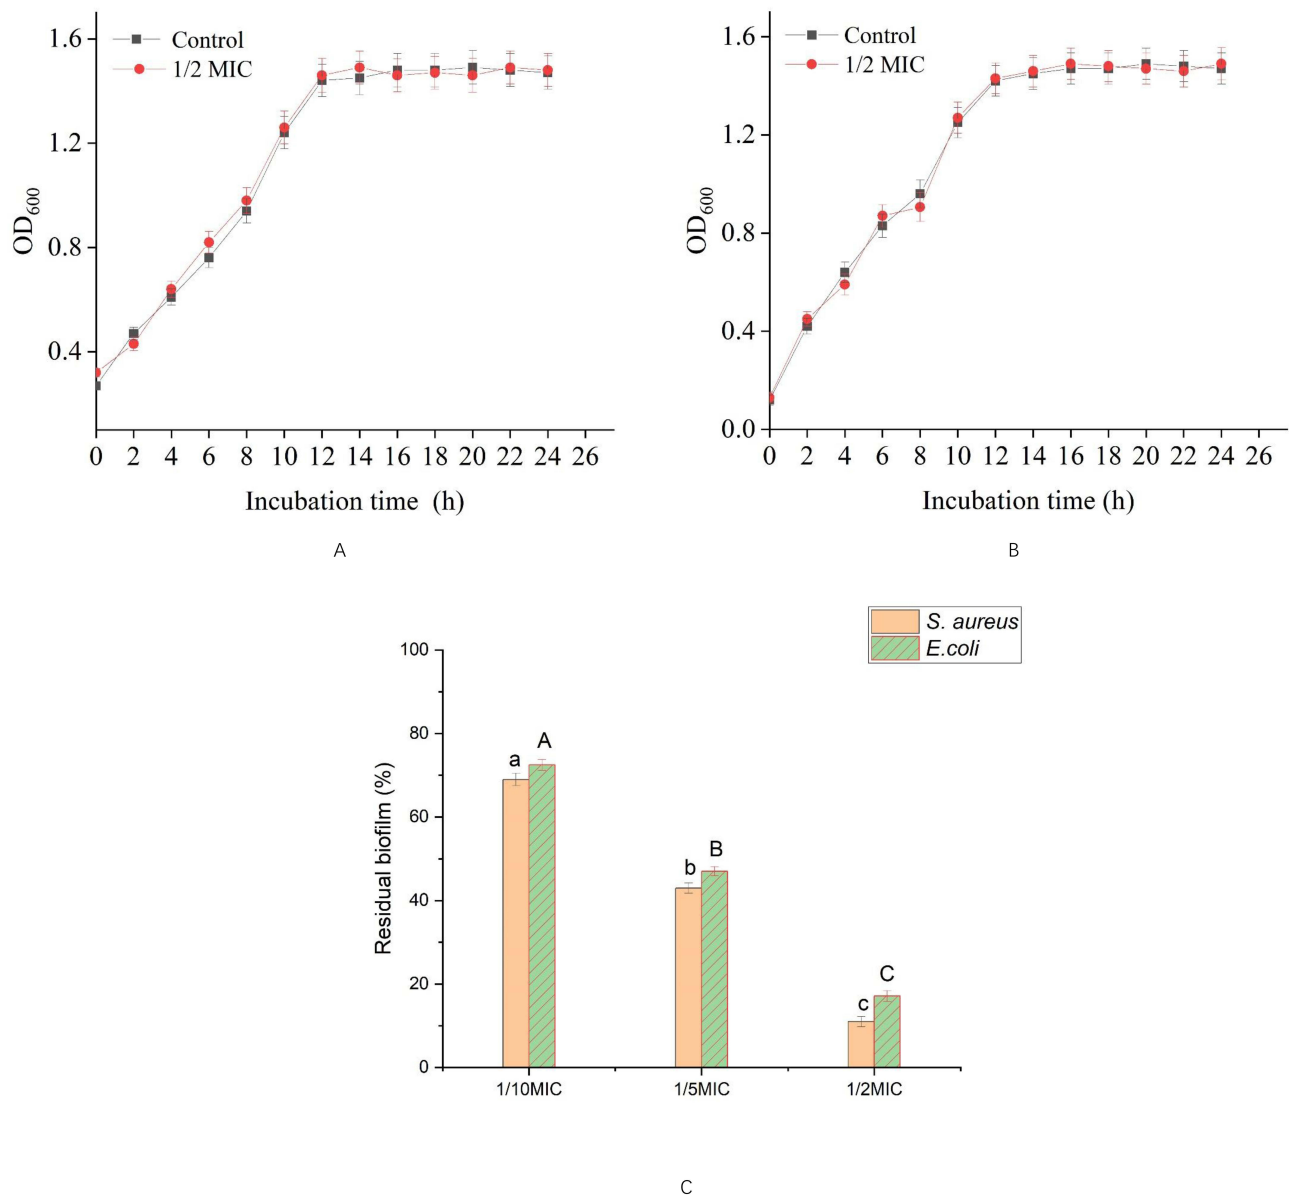 Control
1/2 MIC
1.6
1.2
0.8
0.4
OD600
0 2 4 6 8 10 12 14 16 18 20 22 24 26
Incubation time (h)
A
Control
1/2 MIC
1.6
1.2
0.8
0.4
0.0
OD600
0 2 4 6 8 10 12 14 16 18 20 22 24 26
Incubation time (h)
B
S. aureus
E.coli
100
80
60
40
20
0
Residual biofilm (%)
a A
b B
c C
1/10MIC 1/5MIC 1/2MIC
C